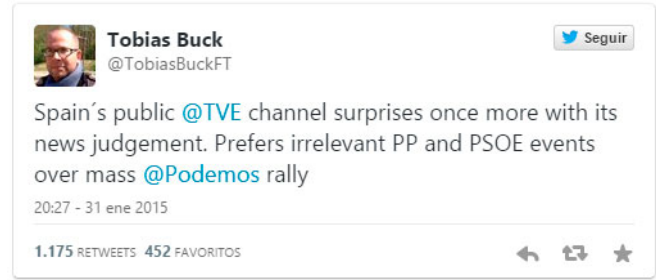 Tobias Buck
@TobiasBuckFT
Seguir
Spain´s public @TVE channel surprises once more with its
news judgement. Prefers irrelevant PP and PSOE events
over mass @Podemos rally
20:27 - 31 ene 2015
1.175 RETWEETS 452 FAVORITOS